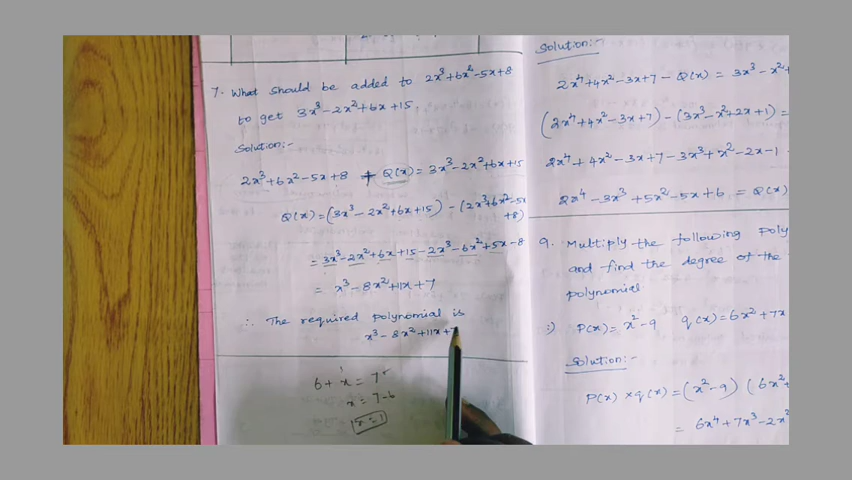 7. What should be added to 2x³+6x²-5x+8
to get 3x³-2x²+6x+15
Solution:-
2x³+6x²-5x+8 + Q(x) = 3x³-2x²+6x+15
Q(x)=(3x³-2x²+6x+15) - (2x³+6x²-5x
+8)
= 3x³-2x²+6x+15-2x³-6x²+5x-8
= x³-8x²+11x+7
∴ The required polynomial is
x³-8x²+11x+7
6+x = 7
x = 7-6
x=1
Solution:-
2x⁴+4x²-3x+7-Q(x) = 3x³-x²+
(2x⁴+4x²-3x+7)-(3x³-x²+2x+1) =
2x⁴+4x²-3x+7-3x³+x²-2x-1
2x⁴-3x³+5x²-5x+6 = Q(x)
9. Multiply the following poly
and find the degree of the
polynomial
:) P(x)=x²-9 q(x)=6x²+7x
Solution:-
P(x) x q(x) = (x²-9) (6x²+
= 6x⁴+7x³-2x²